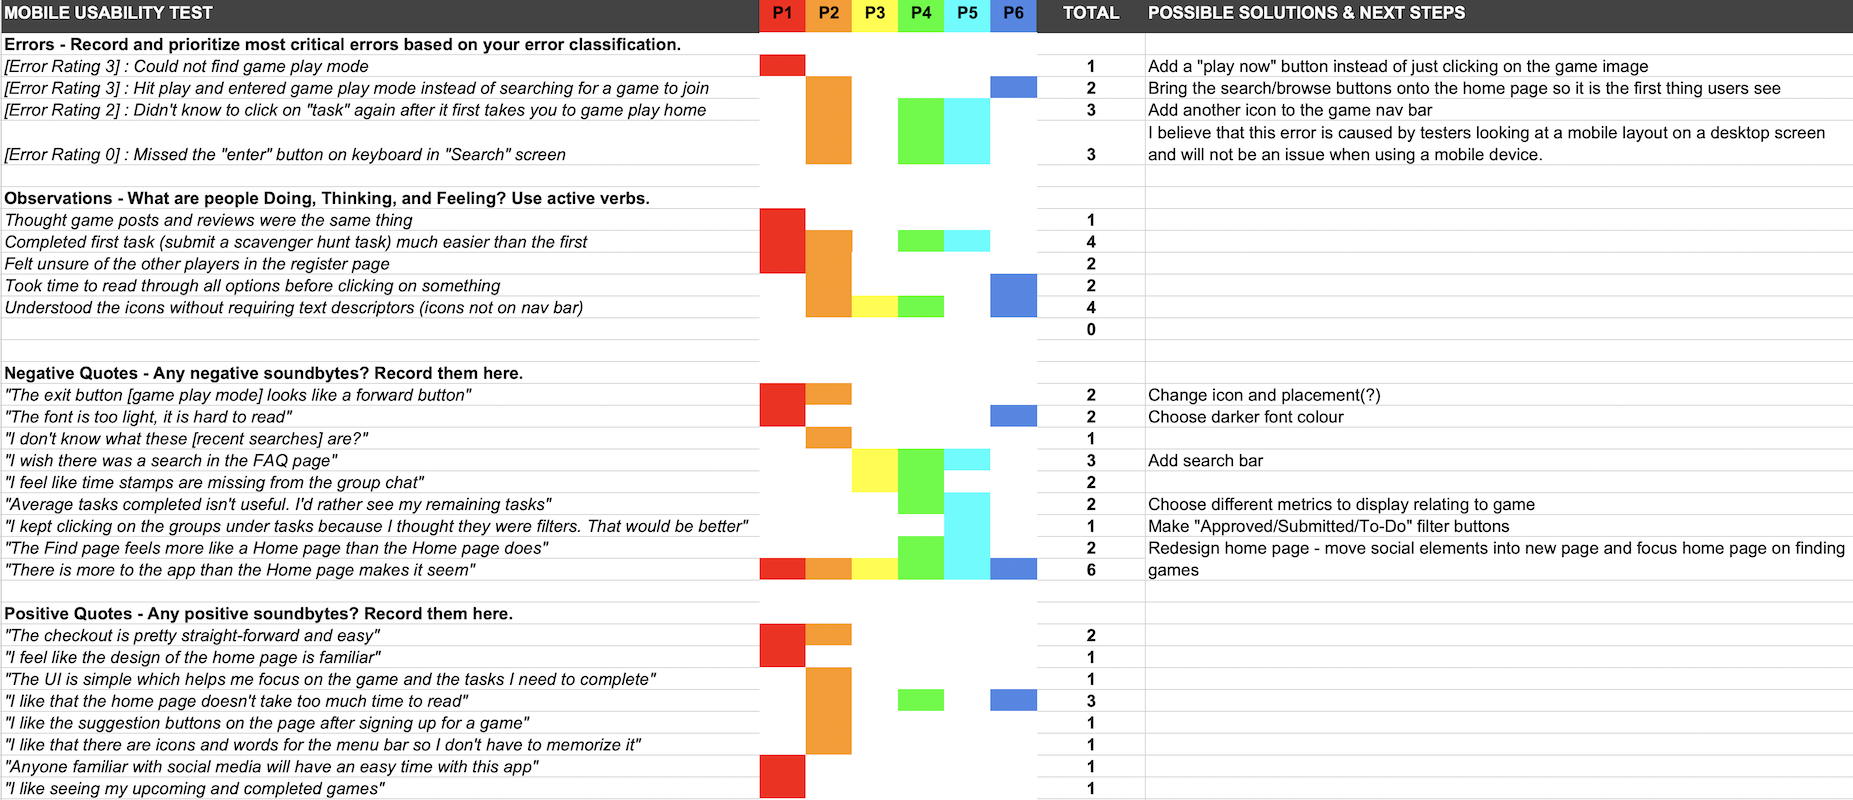 MOBILE USABILITY TEST P1 P2 P3 P4 P5 P6 TOTAL POSSIBLE SOLUTIONS & NEXT STEPS
Errors - Record and prioritize most critical errors based on your error classification.
[Error Rating 3] : Could not find game play mode 1 Add a "play now" button instead of just clicking on the game image
[Error Rating 3] : Hit play and entered game play mode instead of searching for a game to join 2 Bring the search/browse buttons onto the home page so it is the first thing users see
[Error Rating 2] : Didn't know to click on "task" again after it first takes you to game play home 3 Add another icon to the game nav bar
I believe that this error is caused by testers looking at a mobile layout on a desktop screen
[Error Rating 0] : Missed the "enter" button on keyboard in "Search" screen 3 and will not be an issue when using a mobile device.
Observations - What are people Doing, Thinking, and Feeling? Use active verbs.
Thought game posts and reviews were the same thing 1
Completed first task (submit a scavenger hunt task) much easier than the first 4
Felt unsure of the other players in the register page 2
Took time to read through all options before clicking on something 2
Understood the icons without requiring text descriptors (icons not on nav bar) 4
0
Negative Quotes - Any negative soundbytes? Record them here.
"The exit button [game play mode] looks like a forward button" 2 Change icon and placement(?)
"The font is too light, it is hard to read" 2 Choose darker font colour
"I don't know what these [recent searches] are?" 1
"I wish there was a search in the FAQ page" 3 Add search bar
"I feel like time stamps are missing from the group chat" 2
"Average tasks completed isn't useful. I'd rather see my remaining tasks" 2 Choose different metrics to display relating to game
"I kept clicking on the groups under tasks because I thought they were filters. That would be better" 1 Make "Approved/Submitted/To-Do" filter buttons
"The Find page feels more like a Home page than the Home page does" 2 Redesign home page - move social elements into new page and focus home page on finding
"There is more to the app than the Home page makes it seem" 6 games
Positive Quotes - Any positive soundbytes? Record them here.
"The checkout is pretty straight-forward and easy" 2
"I feel like the design of the home page is familiar" 1
"The UI is simple which helps me focus on the game and the tasks I need to complete" 1
"I like that the home page doesn't take too much time to read" 3
"I like the suggestion buttons on the page after signing up for a game" 1
"I like that there are icons and words for the menu bar so I don't have to memorize it" 1
"Anyone familiar with social media will have an easy time with this app" 1
"I like seeing my upcoming and completed games" 1